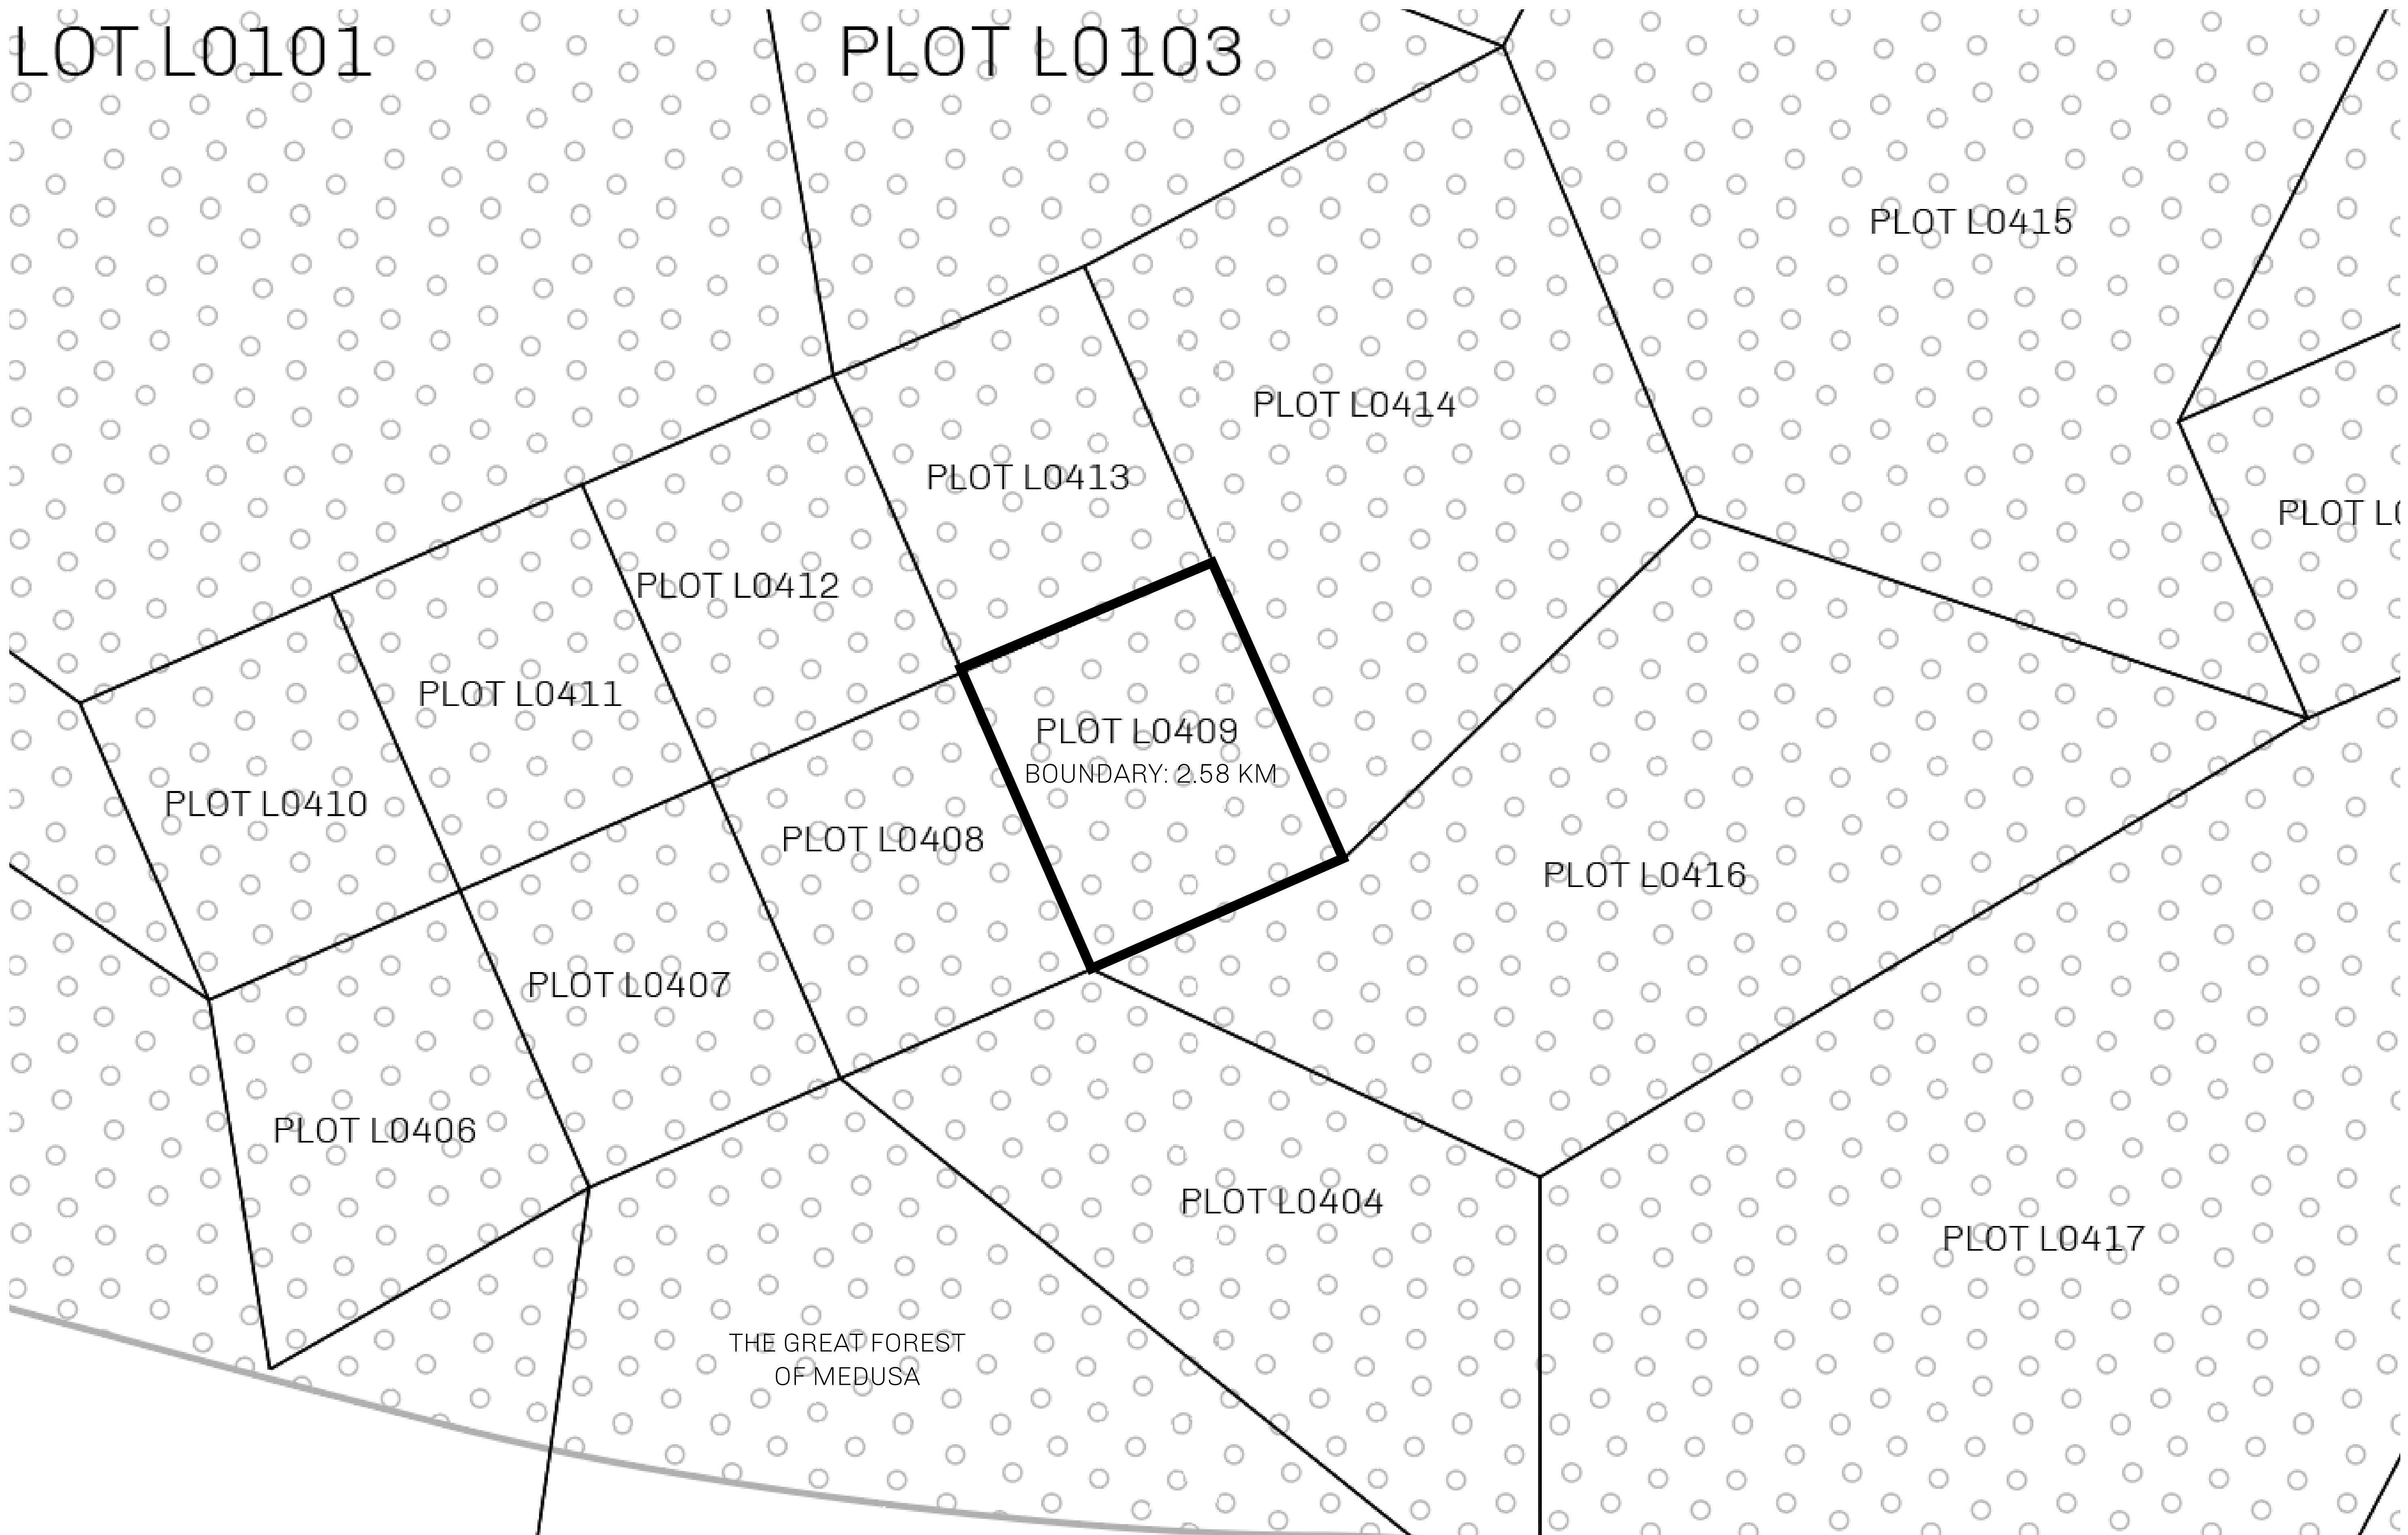 LOT L0101
PLOT L0103
PLOT L0415
PLOT L0414
PLOT L0413
PLOT L0
PLOT L0412
PLOT L0411
PLOT L0409
BOUNDARY: 2.58 KM
PLOT L0410
PLOT L0408
PLOT L0416
PLOT L0407
PLOT L0406
PLOT L0404
PLOT L0417
THE GREAT FOREST
OF MEDUSA